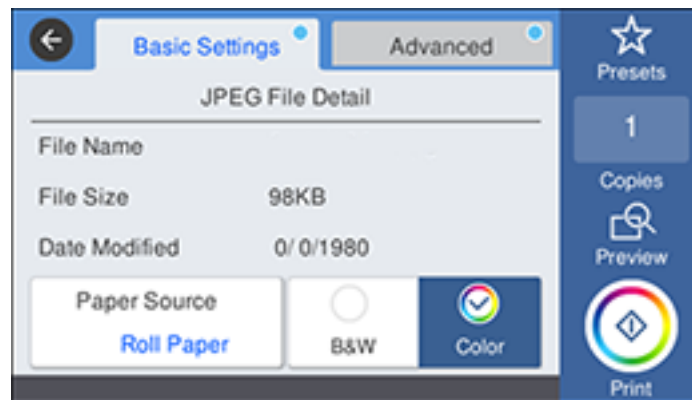 Basic Settings
Advanced
Presets
JPEG File Detail
1
File Name
Copies
File Size 98KB
Date Modified 0/ 0/1980
Preview
Paper Source
Roll Paper
B&W
Color
Print